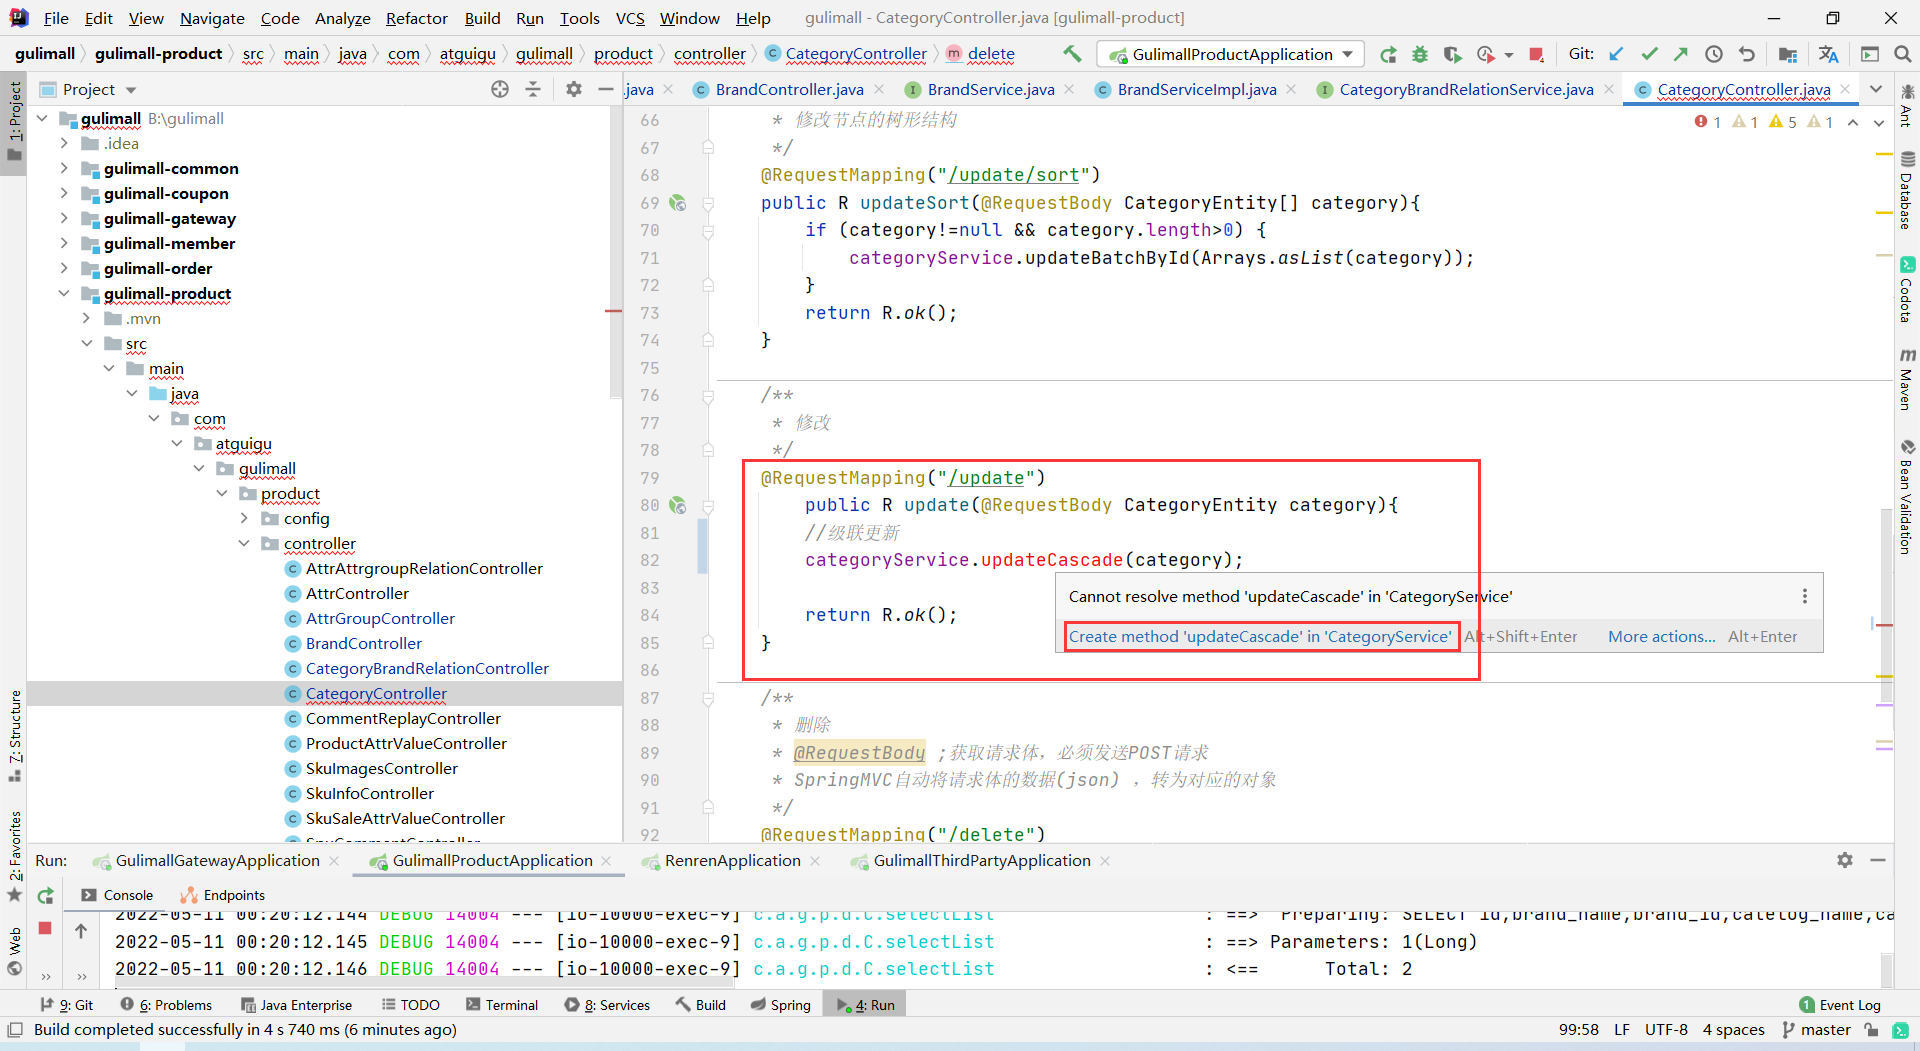 File Edit View Navigate Code Analyze Refactor Build Run Tools VCS Window Help gulimall - CategoryController.java [gulimall-product]
gulimall gulimall-product src main java com atguigu gulimall product controller CategoryController delete GulimallProductApplication Git:
Project
.java BrandController.java BrandService.java BrandServiceImpl.java CategoryBrandRelationService.java CategoryController.java
1: Project
7: Structure
2: Favorites
Web
gulimall B:\gulimall
.idea
gulimall-common
gulimall-coupon
gulimall-gateway
gulimall-member
gulimall-order
gulimall-product
.mvn
src
main
java
com
atguigu
gulimall
product
config
controller
AttrAttrgroupRelationController
AttrController
AttrGroupController
BrandController
CategoryBrandRelationController
CategoryController
CommentReplayController
ProductAttrValueController
SkuImagesController
SkuInfoController
SkuSaleAttrValueController
1 1 5 1
66 * 修改节点的树形结构
67 */
68 @RequestMapping("/update/sort")
69 public R updateSort(@RequestBody CategoryEntity[] category){
70 if (category!=null && category.length>0) {
71 categoryService.updateBatchById(Arrays.asList(category));
72 }
73 return R.ok();
74 }
75
76 /**
77 * 修改
78 */
79 @RequestMapping("/update")
80 public R update(@RequestBody CategoryEntity category){
81 //级联更新
82 categoryService.updateCascade(category);
83
84 return R.ok();
85 }
86
87 /**
88 * 删除
89 * @RequestBody ;获取请求体，必须发送POST请求
90 * SpringMVC自动将请求体的数据(json) ，转为对应的对象
91 */
92 @RequestMapping("/delete")
Cannot resolve method 'updateCascade' in 'CategoryService'
Create method 'updateCascade' in 'CategoryService' Alt+Shift+Enter More actions... Alt+Enter
Ant
Database
Codota
Maven
Bean Validation
Run: GulimallGatewayApplication GulimallProductApplication RenrenApplication GulimallThirdPartyApplication
Console Endpoints
2022-05-11 00:20:12.144 DEBUG 14004 --- [io-10000-exec-9] c.a.g.p.d.C.selectList : ==> Preparing: SELECT id,brand_name,brand_id,catelog_name,ca
2022-05-11 00:20:12.145 DEBUG 14004 --- [io-10000-exec-9] c.a.g.p.d.C.selectList : ==> Parameters: 1(Long)
2022-05-11 00:20:12.146 DEBUG 14004 --- [io-10000-exec-9] c.a.g.p.d.C.selectList : <== Total: 2
9: Git 6: Problems Java Enterprise TODO Terminal 8: Services Build Spring 4: Run 1 Event Log
Build completed successfully in 4 s 740 ms (6 minutes ago) 99:58 LF UTF-8 4 spaces master